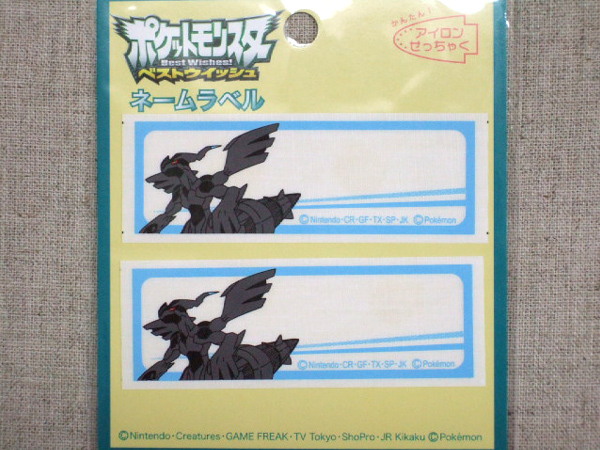 ポケットモンスター
Best Wishes!
ベストウイッシュ
かんたん!
アイロン
せっちゃく
ネームラベル
©Nintendo・CR・GF・TX・SP・JK ©Pokémon
©Nintendo・CR・GF・TX・SP・JK ©Pokémon
©Nintendo・Creatures・GAME FREAK・TV Tokyo・ShoPro・JR Kikaku ©Pokémon